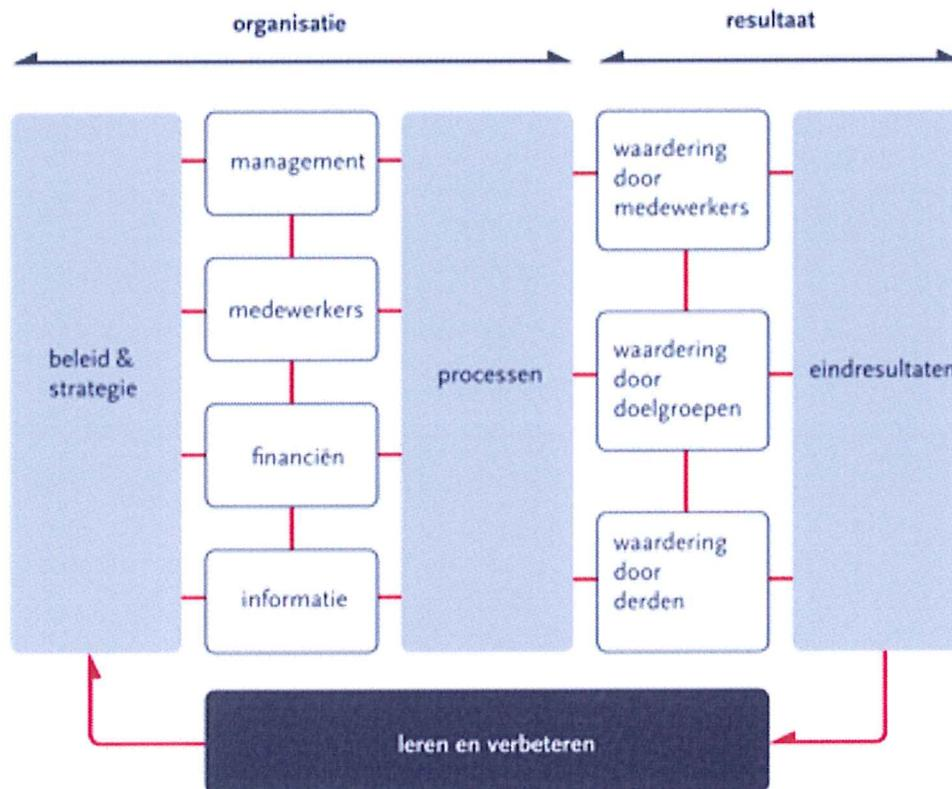 organisatie
resultaat
beleid &
strategie
management
medewerkers
financiën
informatie
processen
waardering
door
medewerkers
waardering
door
doelgroepen
waardering
door
derden
eindresultaten
leren en verbeteren